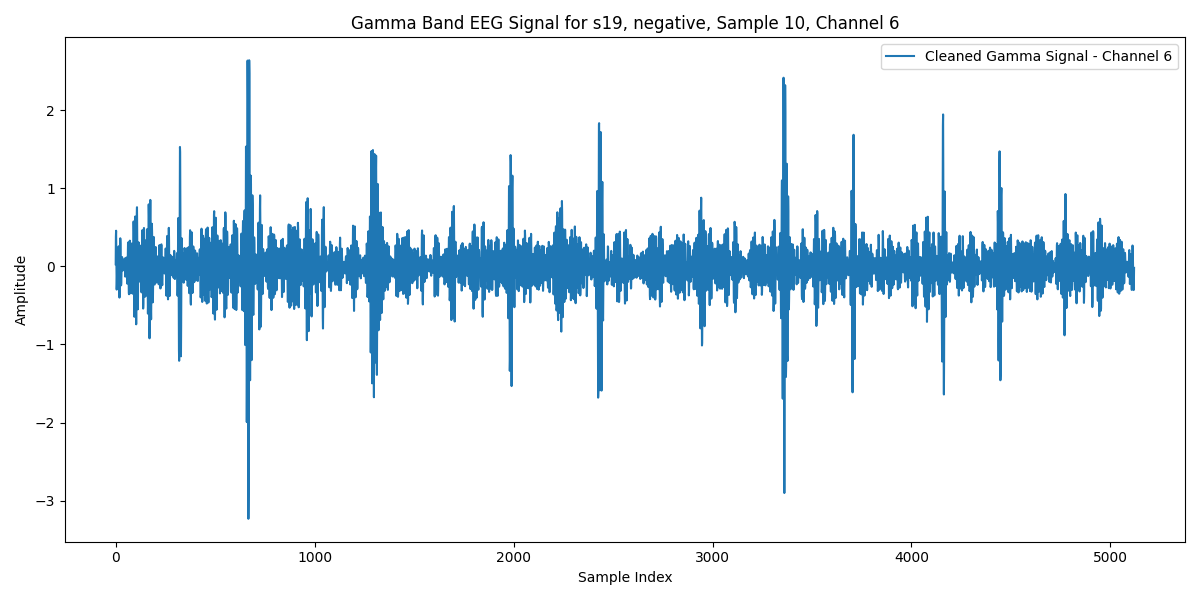 Gamma Band EEG Signal for s19, negative, Sample 10, Channel 6
Cleaned Gamma Signal - Channel 6
Amplitude
2
1
0
−1
−2
−3
0 1000 2000 3000 4000 5000
Sample Index